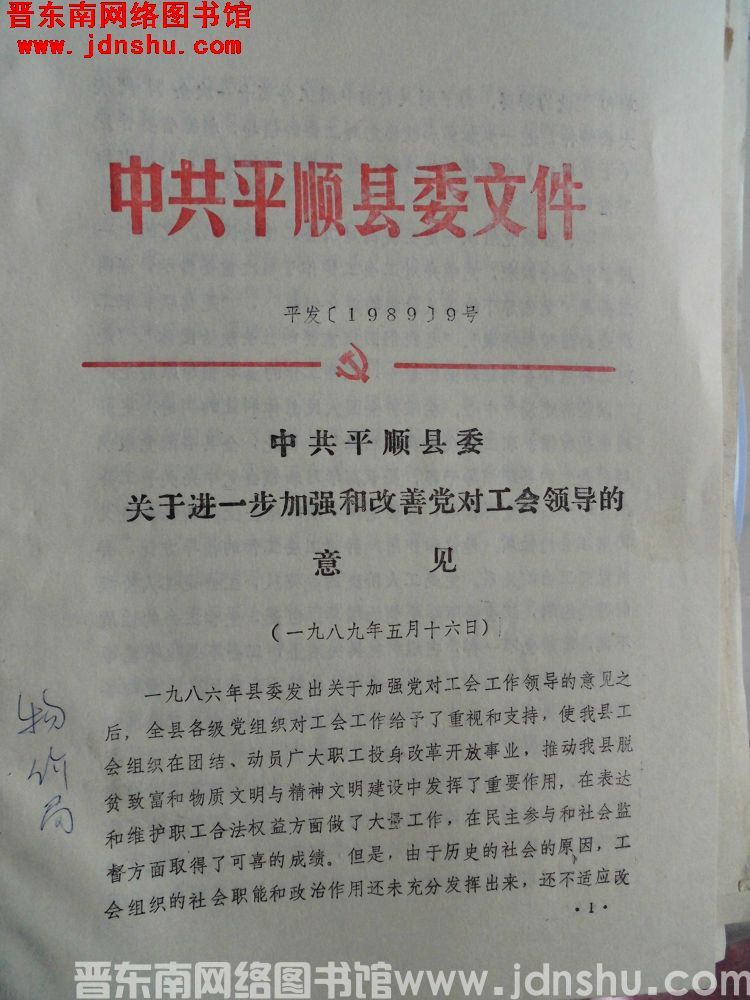 晋东南网络图书馆
www.jdnshu.com
中共平顺县委文件
平发〔1989〕9号
中共平顺县委
关于进一步加强和改善党对工会领导的
意见
(一九八九年五月十六日)
一九八六年县委发出关于加强党对工会工作领导的意见之
后，全县各级党组织对工会工作给予了重视和支持，使我县工
会组织在团结、动员广大职工投身改革开放事业，推动我县脱
贫致富和物质文明与精神文明建设中发挥了重要作用，在表达
和维护职工合法权益方面做了大量工作，在民主参与和社会监
督方面取得了可喜的成绩。但是，由于历史的社会的原因，工
会组织的社会职能和政治作用还未充分发挥出来，还不适应改
·1·
物价局
晋东南网络图书馆www.jdnshu.com